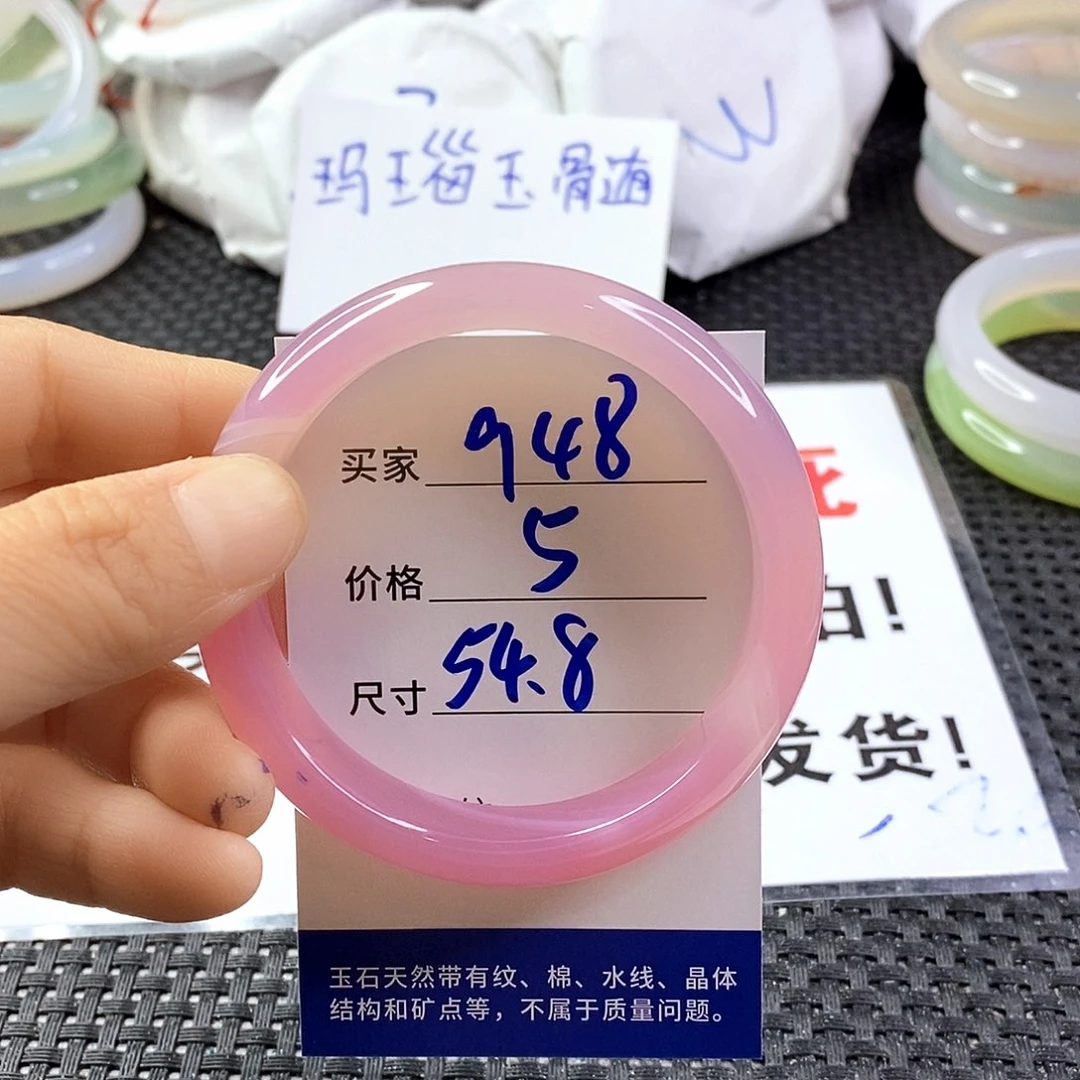 玛瑙玉骨髓
买家 948
价格 5
尺寸 54.8
拍!
发货!
玉石天然带有纹、棉、水线、晶体
结构和矿点等，不属于质量问题。